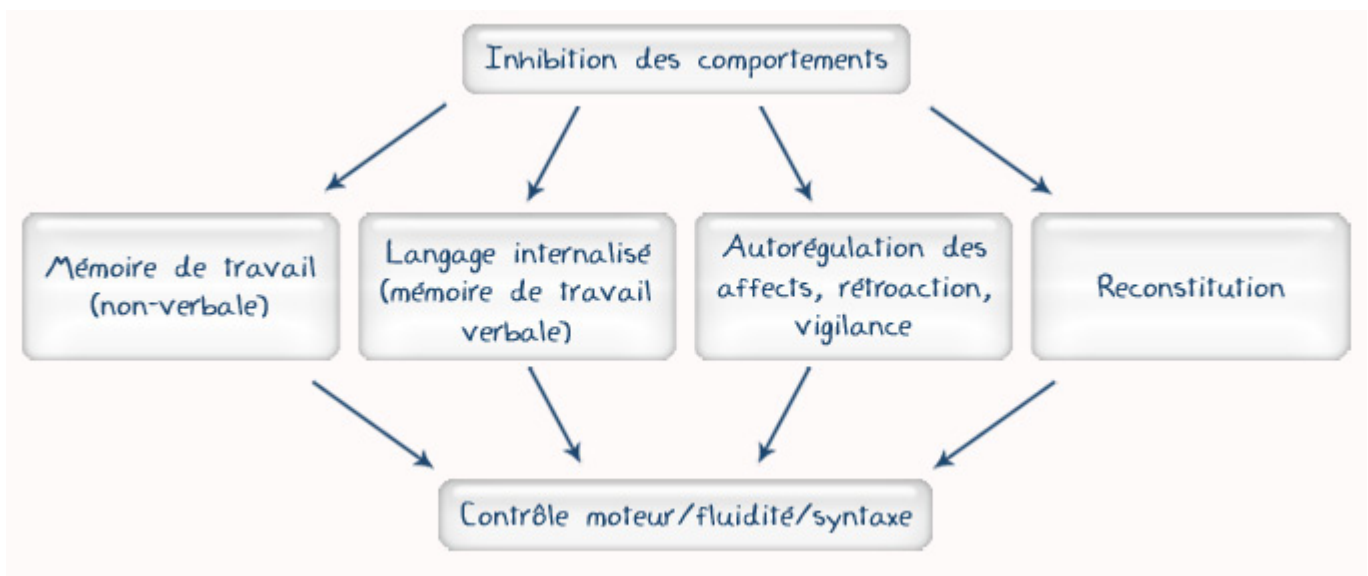 Inhibition des comportements
Mémoire de travail
(non-verbale)
Langage internalisé
(mémoire de travail
verbale)
Autorégulation des
affects, rétroaction,
vigilance
Reconstitution
Contrôle moteur/fluidité/syntaxe